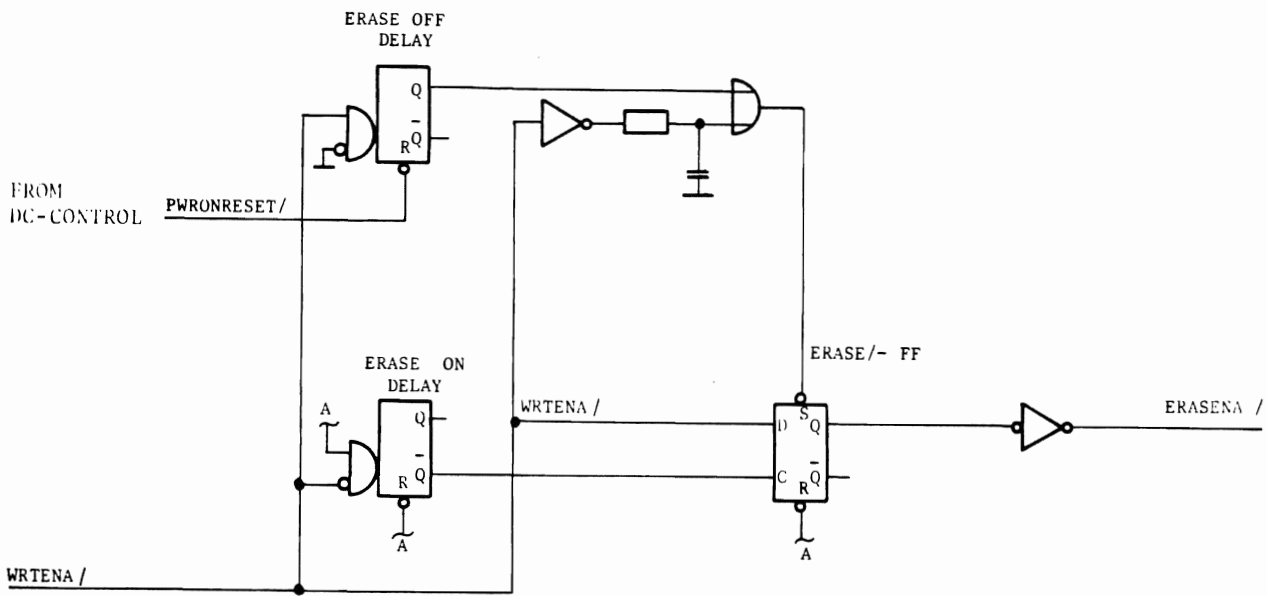 ERASE OFF
DELAY
Q
Q
R
FROM
DC-CONTROL
PWRONRESET/
ERASE ON
DELAY
A
Q
Q
R
A
WRTENA/
ERASE/- FF
S
D
Q
C
Q
R
A
ERASENA /
WRTENA/